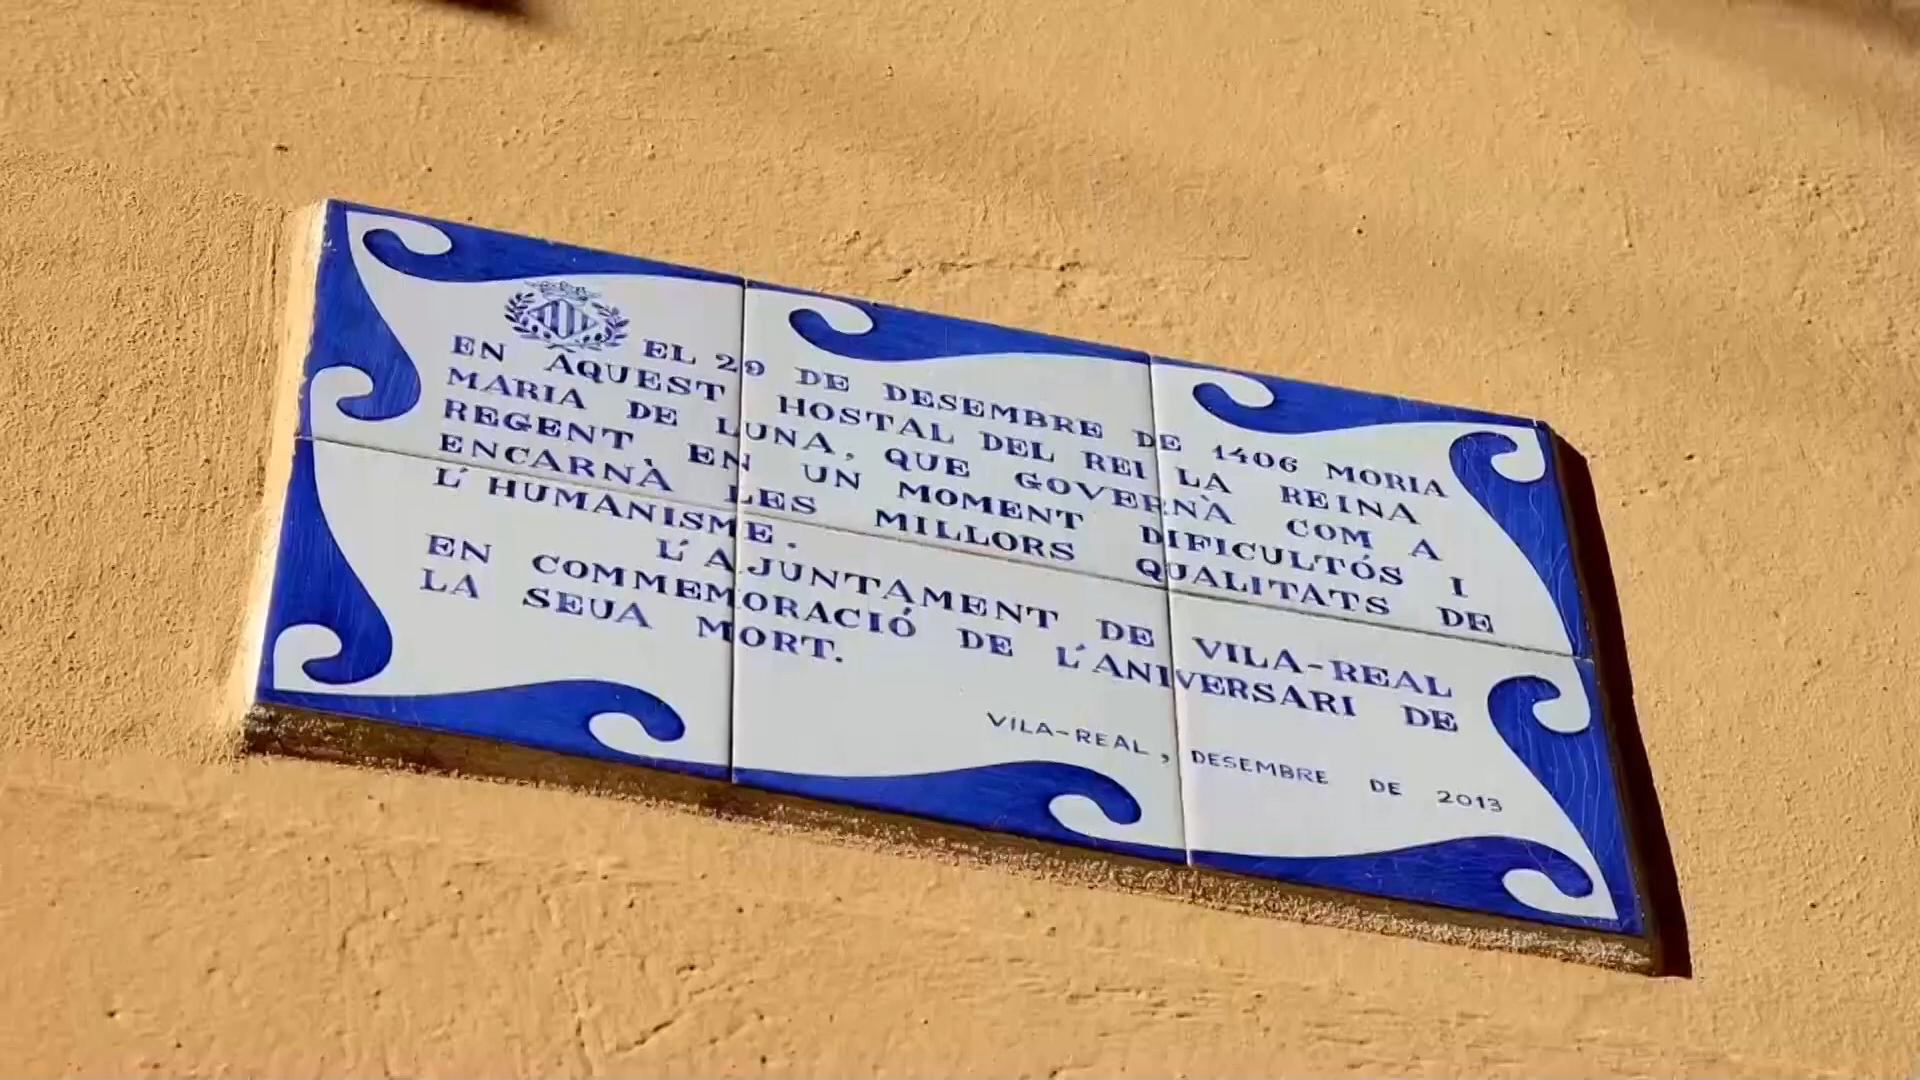 EL 29 DE DESEMBRE DE 1406 MORIA
EN AQUEST HOSTAL DEL REI LA REINA
MARIA DE LUNA, QUE GOVERNÀ COM A
REGENT EN UN MOMENT DIFICULTÓS I
ENCARNÀ LES MILLORS QUALITATS DE
L'HUMANISME.
L'AJUNTAMENT DE VILA-REAL
EN COMMEMORACIÓ DE L'ANIVERSARI DE
LA SEUA MORT.
VILA-REAL, DESEMBRE DE 2013